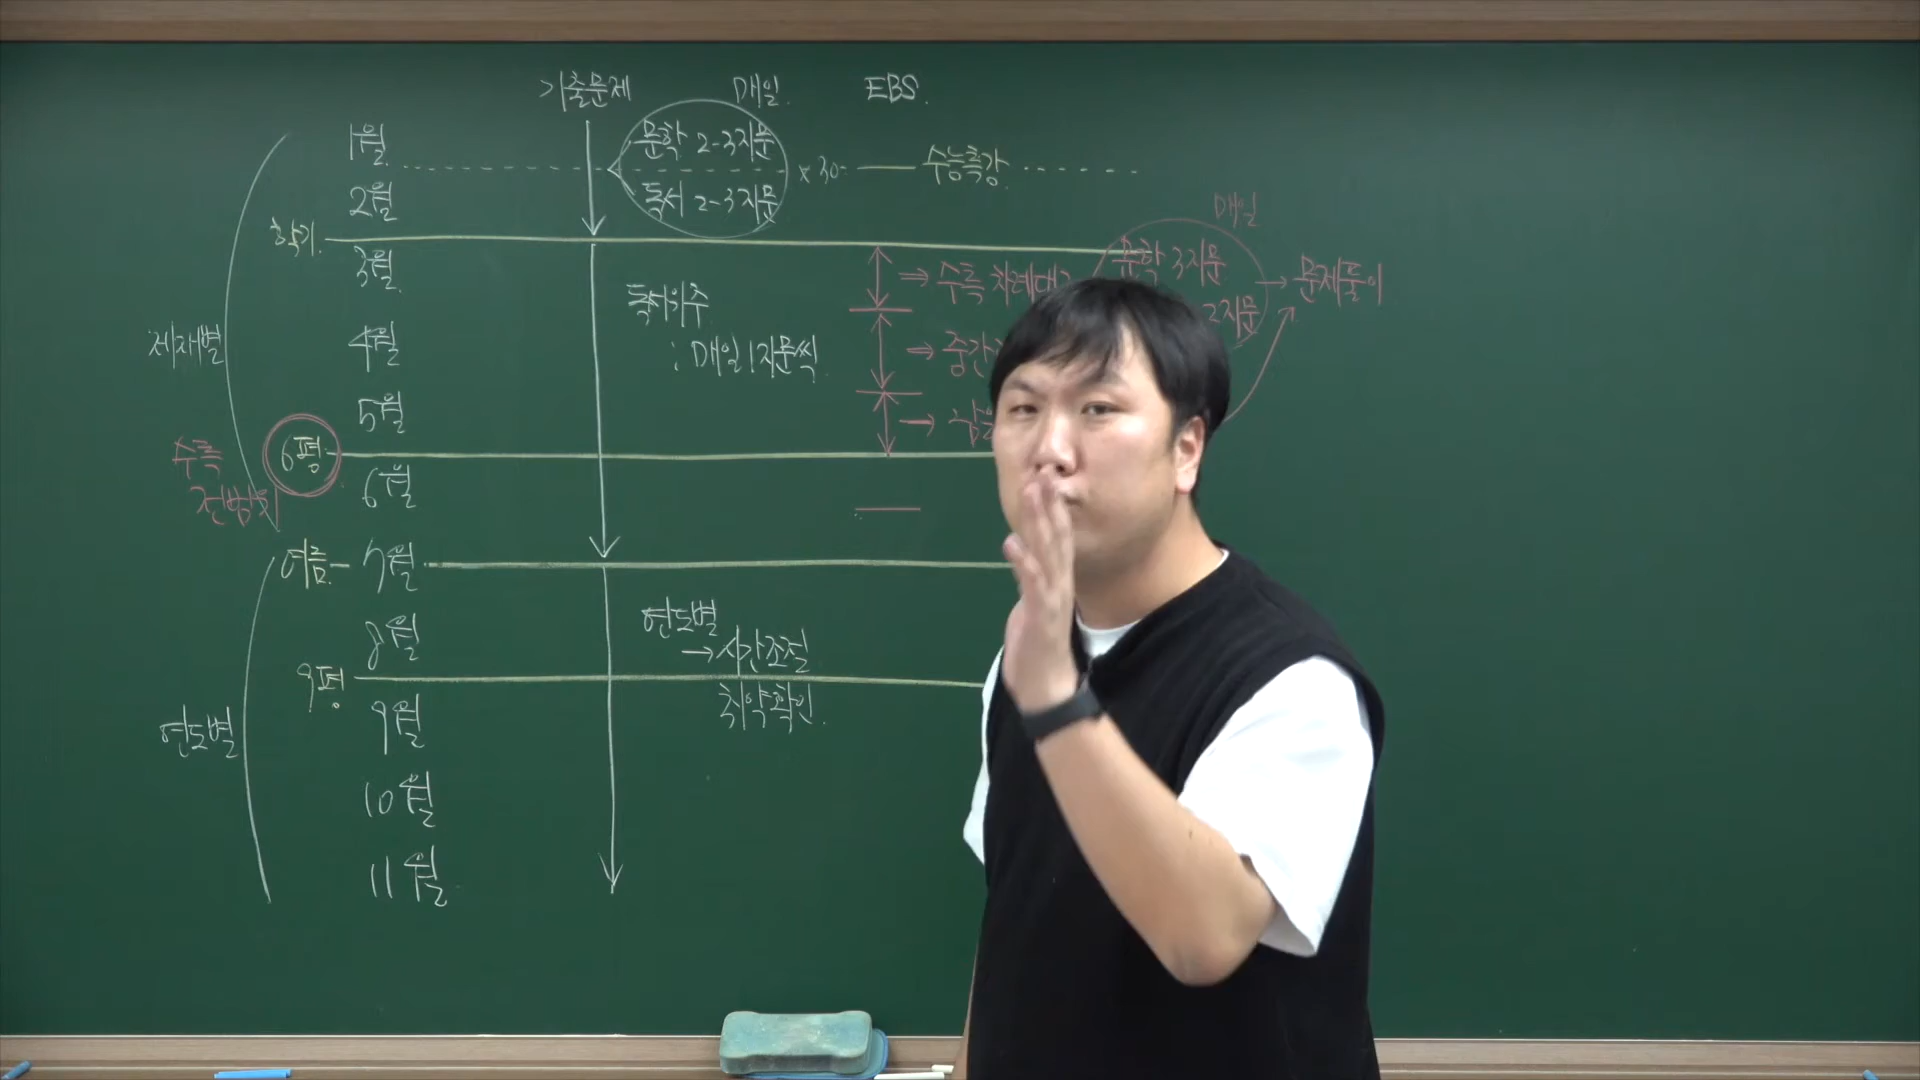 기출문제 매일. EBS.
1월 문학 2-3지문
x 30 수능특강
2월 독서 2-3지문
매일
학기.
3월. 문학 3지문 → 문제풀이
⇒ 수특 차례대
독서위주 2지문
제재별 4월 : 매일 1지문씩 ⇒ 중간
5월
수특 6평
전범위 6월
여름 7월
8월 연도별
→ 시간조절
9평
연도별 9월 취약확인.
10월
11월